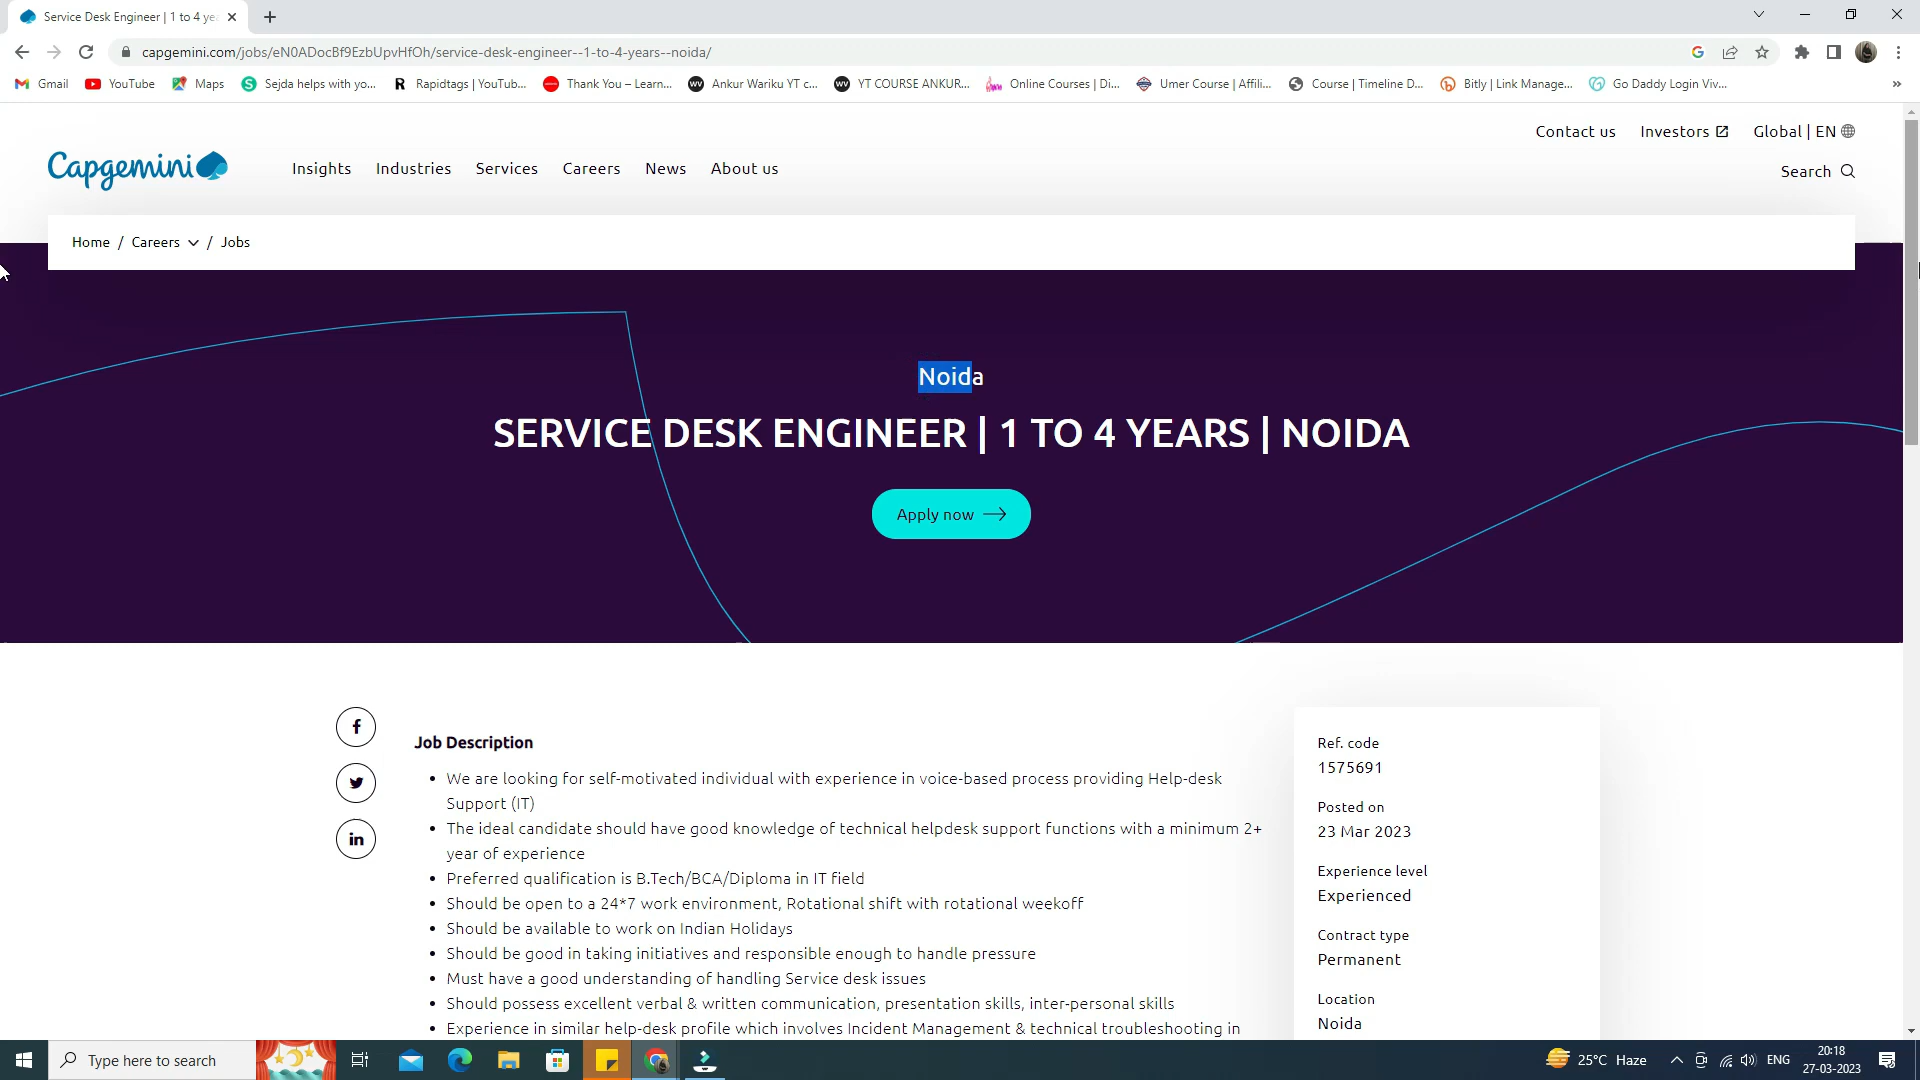 Service Desk Engineer | 1 to 4 ye
capgemini.com/jobs/eN0ADocBf9EzbUpvHfOh/service-desk-engineer--1-to-4-years--noida/
Gmail
YouTube
Maps
Sejda helps with yo...
Rapidtags | YouTub...
Thank You – Learn...
Ankur Wariku YT c...
YT COURSE ANKUR...
Online Courses | Di...
Umer Course | Affili...
Course | Timeline D...
Bitly | Link Manage...
Go Daddy Login Viv...
Contact us
Investors
Global | EN
Capgemini
Insights
Industries
Services
Careers
News
About us
Search
Home / Careers / Jobs
Noida
SERVICE DESK ENGINEER | 1 TO 4 YEARS | NOIDA
Apply now
Job Description
• We are looking for self-motivated individual with experience in voice-based process providing Help-desk
Support (IT)
• The ideal candidate should have good knowledge of technical helpdesk support functions with a minimum 2+
year of experience
• Preferred qualification is B.Tech/BCA/Diploma in IT field
• Should be open to a 24*7 work environment, Rotational shift with rotational weekoff
• Should be available to work on Indian Holidays
• Should be good in taking initiatives and responsible enough to handle pressure
• Must have a good understanding of handling Service desk issues
• Should possess excellent verbal & written communication, presentation skills, inter-personal skills
• Experience in similar help-desk profile which involves Incident Management & technical troubleshooting in
Ref. code
1575691
Posted on
23 Mar 2023
Experience level
Experienced
Contract type
Permanent
Location
Noida
Type here to search
25°C Haze
ENG
20:18
27-03-2023